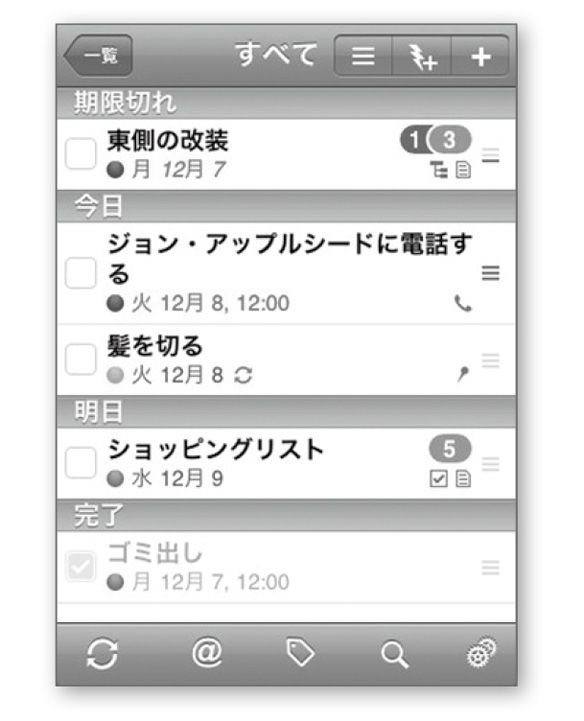 一覧
すべて
期限切れ
東側の改装
1 3
月 12月 7
今日
ジョン・アップルシードに電話す
る
火 12月 8, 12:00
髪を切る
火 12月 8
明日
ショッピングリスト
5
水 12月 9
完了
ゴミ出し
月 12月 7, 12:00